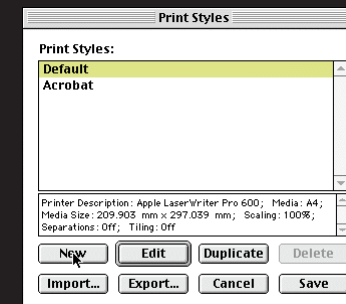 Print Styles
Print Styles:
Default
Acrobat
Printer Description: Apple LaserWriter Pro 600; Media: A4;
Media Size: 209.903 mm x 297.039 mm; Scaling: 100%;
Separations: Off; Tiling: Off
New Edit Duplicate Delete
Import... Export... Cancel Save